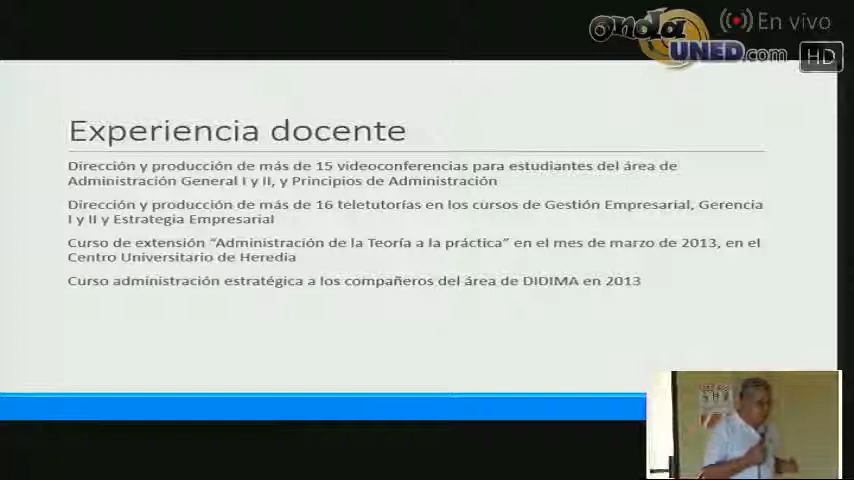 onda
UNED.com
En vivo
HD
Experiencia docente
Dirección y producción de más de 15 videoconferencias para estudiantes del área de
Administración General I y II, y Principios de Administración
Dirección y producción de más de 16 teletutorías en los cursos de Gestión Empresarial, Gerencia
I y II y Estrategia Empresarial
Curso de extensión “Administración de la Teoría a la práctica” en el mes de marzo de 2013, en el
Centro Universitario de Heredia
Curso administración estratégica a los compañeros del área de DIDIMA en 2013